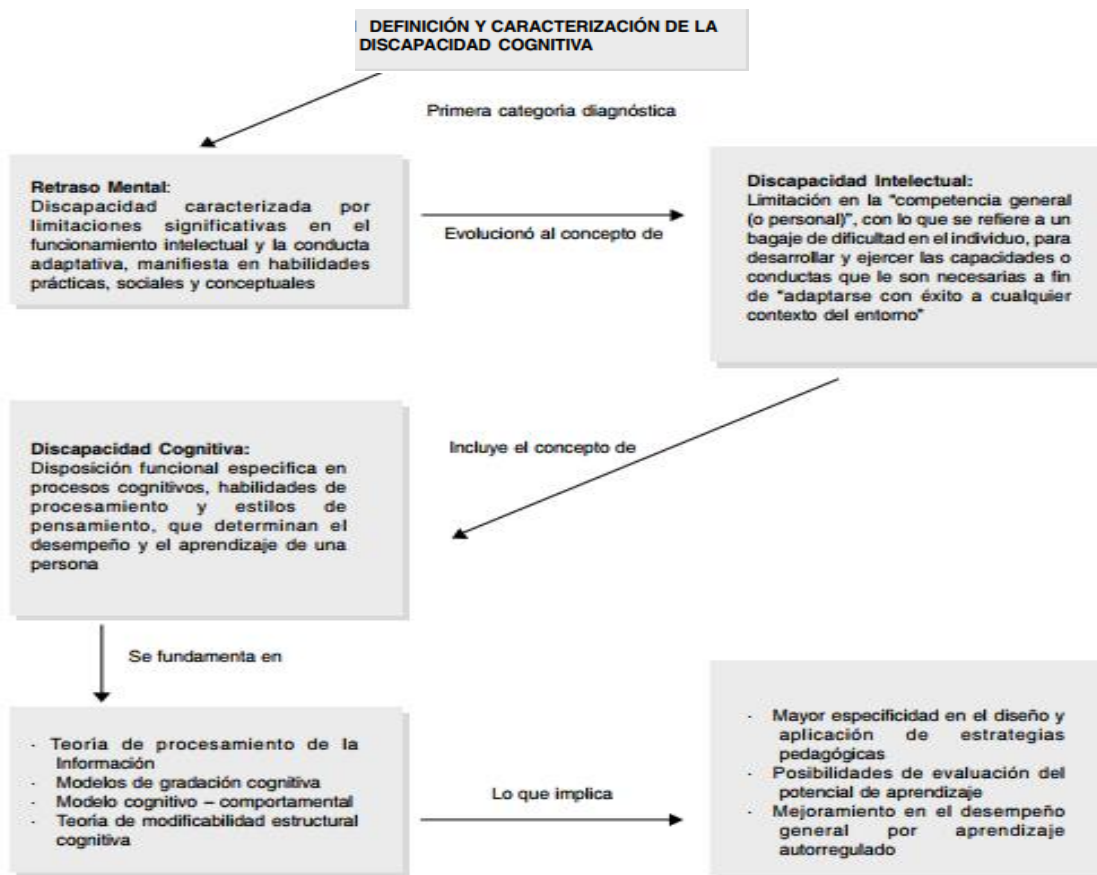 DEFINICIÓN Y CARACTERIZACIÓN DE LA
DISCAPACIDAD COGNITIVA
Primera categoria diagnóstica
Retraso Mental:
Discapacidad caracterizada por
limitaciones significativas en el
funcionamiento intelectual y la conducta
adaptativa, manifiesta en habilidades
prácticas, sociales y conceptuales
Evolucionó al concepto de
Discapacidad Intelectual:
Limitación en la "competencia general
(o personal)", con lo que se refiere a un
bagaje de dificultad en el individuo, para
desarrollar y ejercer las capacidades o
conductas que le son necesarias a fin
de "adaptarse con éxito a cualquier
contexto del entorno"
Incluye el concepto de
Discapacidad Cognitiva:
Disposición funcional especifica en
procesos cognitivos, habilidades de
procesamiento y estilos de
pensamiento, que determinan el
desempeño y el aprendizaje de una
persona
Se fundamenta en
- Teoría de procesamiento de la
Información
- Modelos de gradación cognitiva
- Modelo cognitivo – comportamental
- Teoría de modificabilidad estructural
cognitiva
Lo que implica
- Mayor especificidad en el diseño y
aplicación de estrategias
pedagógicas
- Posibilidades de evaluación del
potencial de aprendizaje
- Mejoramiento en el desempeño
general por aprendizaje
autorregulado